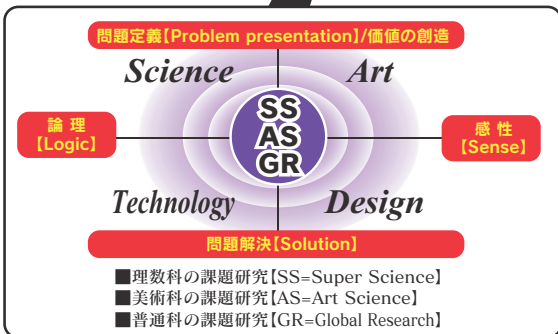 問題定義【Problem presentation】/価値の創造
Science
Art
SS
AS
GR
論 理
【Logic】
感 性
【Sense】
Technology
Design
問題解決【Solution】
■理数科の課題研究【SS=Super Science】
■美術科の課題研究【AS=Art Science】
■普通科の課題研究【GR=Global Research】